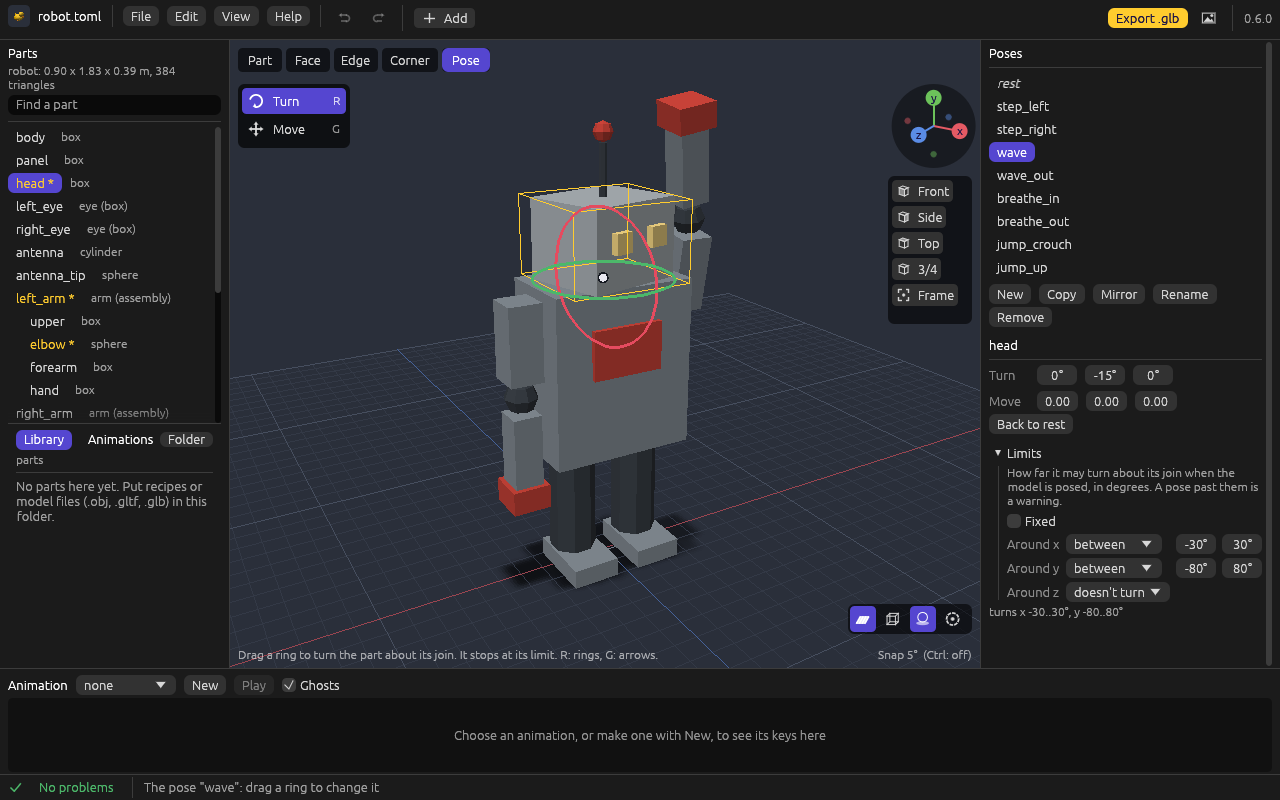 robot.toml File Edit View Help + Add Export .glb 0.6.0
Parts
robot: 0.90 x 1.83 x 0.39 m, 384
triangles
Find a part
body box
panel box
head * box
left_eye eye (box)
right_eye eye (box)
antenna cylinder
antenna_tip sphere
left_arm * arm (assembly)
upper box
elbow * sphere
forearm box
hand box
right_arm arm (assembly)
Library Animations Folder
parts
No parts here yet. Put recipes or
model files (.obj, .gltf, .glb) in this
folder.
Part Face Edge Corner Pose
Turn R
Move G
y
z x
Front
Side
Top
3/4
Frame
Drag a ring to turn the part about its join. It stops at its limit. R: rings, G: arrows.
Snap 5° (Ctrl: off)
Poses
rest
step_left
step_right
wave
wave_out
breathe_in
breathe_out
jump_crouch
jump_up
New Copy Mirror Rename
Remove
head
Turn 0° -15° 0°
Move 0.00 0.00 0.00
Back to rest
Limits
How far it may turn about its join when the
model is posed, in degrees. A pose past them is
a warning.
Fixed
Around x between -30° 30°
Around y between -80° 80°
Around z doesn't turn
turns x -30..30°, y -80..80°
Animation none New Play Ghosts
Choose an animation, or make one with New, to see its keys here
No problems The pose "wave": drag a ring to change it